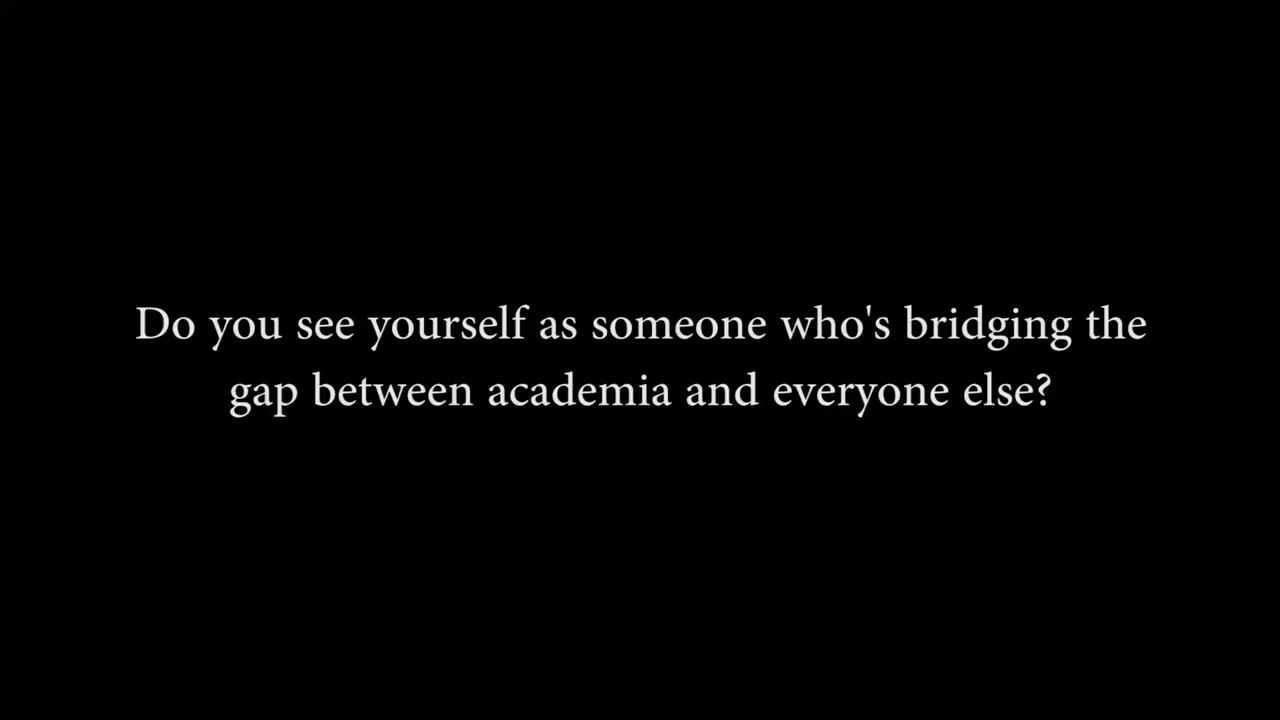 Do you see yourself as someone who's bridging the
gap between academia and everyone else?